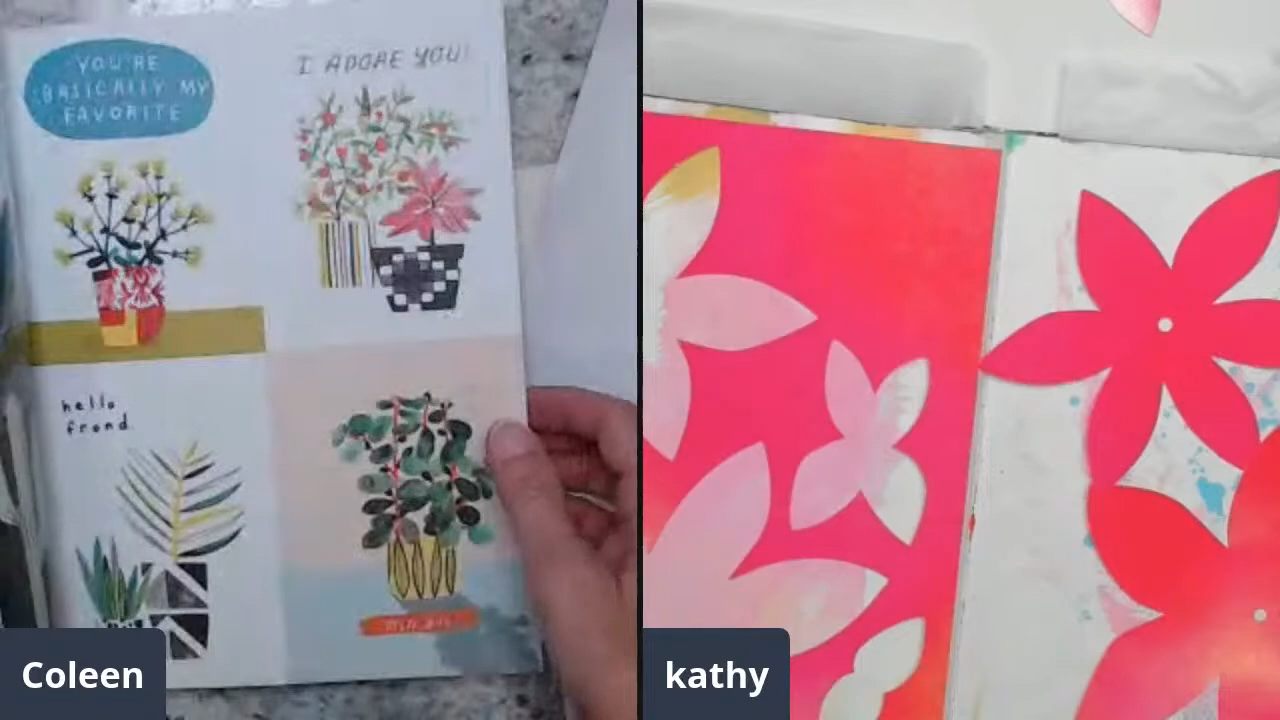 YOU'RE
BASICALLY MY
FAVORITE
I ADORE YOU!
hello
frond.
Coleen
kathy